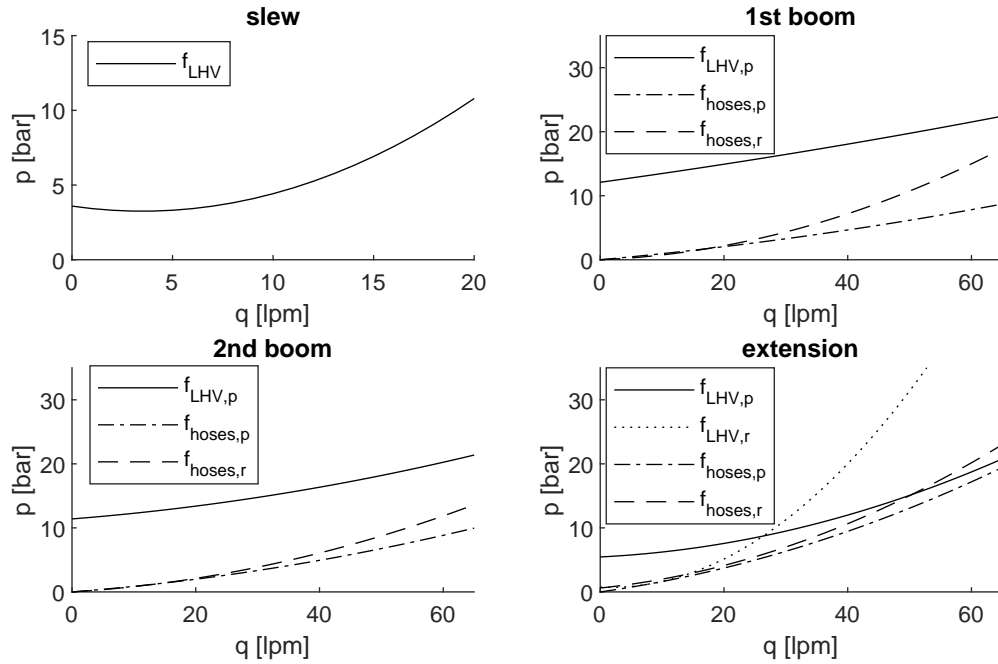 slew
15
10
5
0
p [bar]
f_LHV
0 5 10 15 20
q [lpm]
1st boom
30
20
10
0
p [bar]
f_LHV,p
f_hoses,p
f_hoses,r
0 20 40 60
q [lpm]
2nd boom
30
20
10
0
p [bar]
f_LHV,p
f_hoses,p
f_hoses,r
0 20 40 60
q [lpm]
extension
30
20
10
0
p [bar]
f_LHV,p
f_LHV,r
f_hoses,p
f_hoses,r
0 20 40 60
q [lpm]